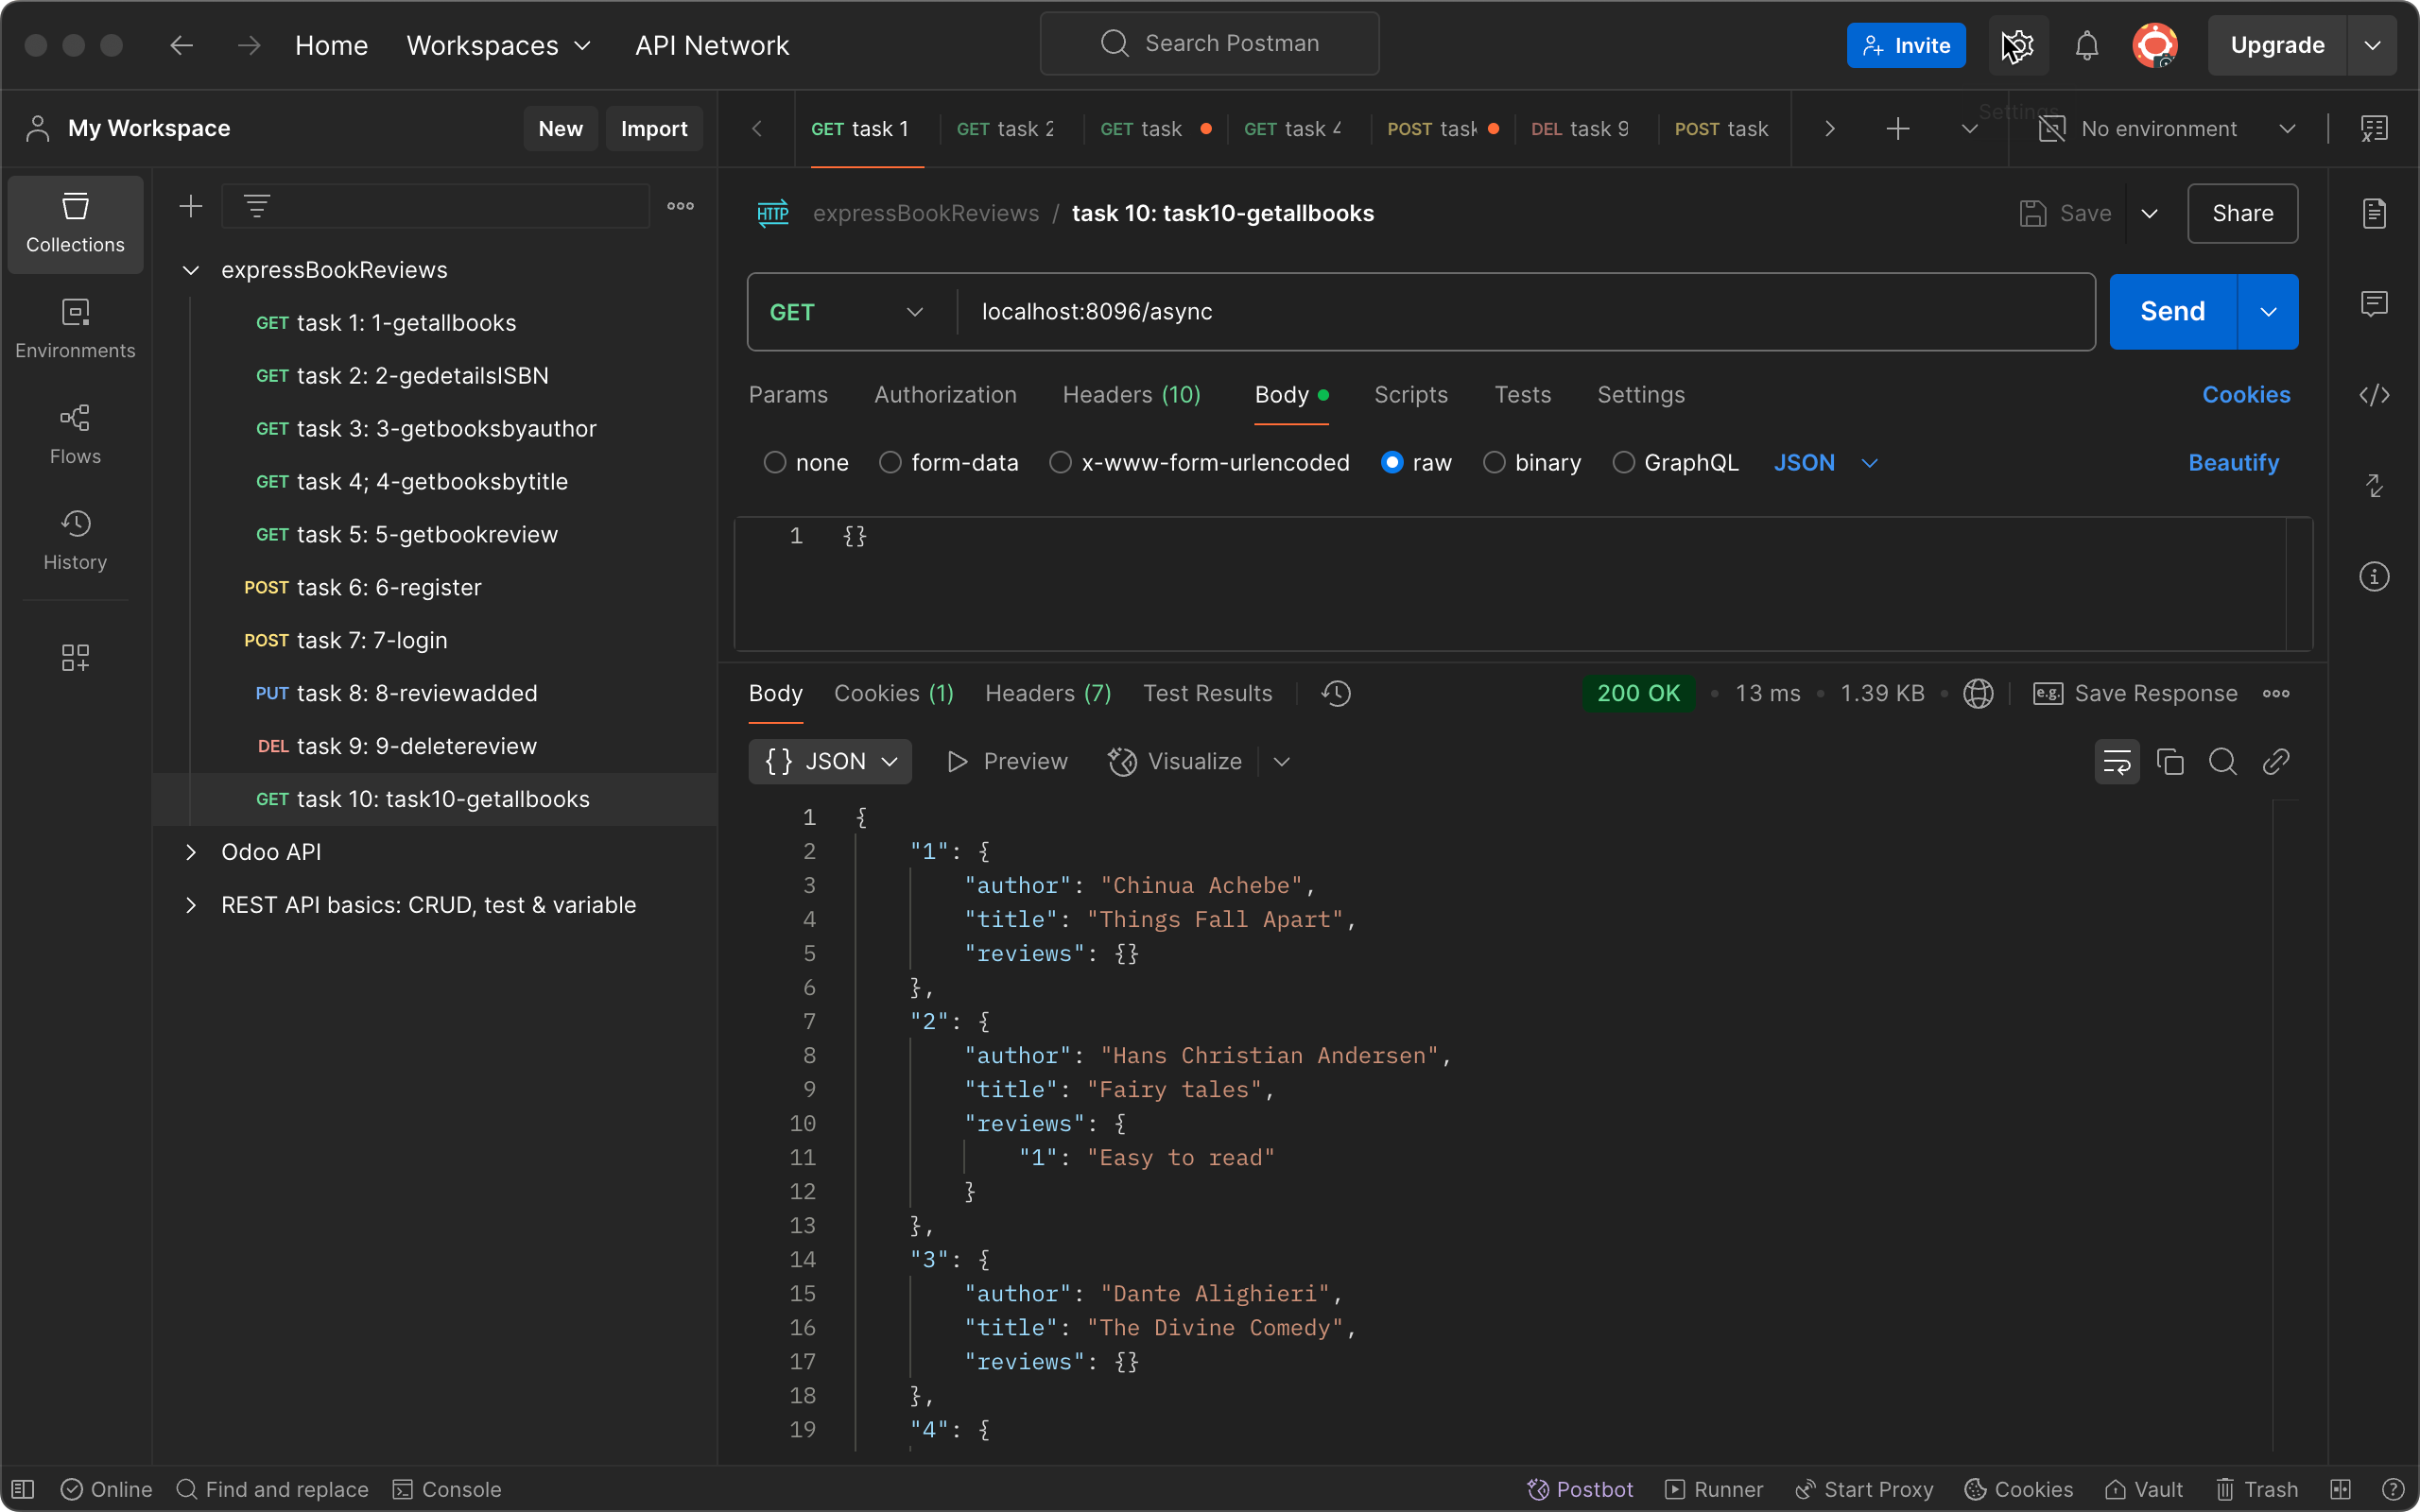 Home Workspaces API Network Search Postman Invite Upgrade
My Workspace New Import GET task 1 GET task 2 GET task GET task 4 POST task DEL task 9 POST task Settings No environment
Collections
Environments
Flows
History
expressBookReviews
GET task 1: 1-getallbooks
GET task 2: 2-gedetailsISBN
GET task 3: 3-getbooksbyauthor
GET task 4; 4-getbooksbytitle
GET task 5: 5-getbookreview
POST task 6: 6-register
POST task 7: 7-login
PUT task 8: 8-reviewadded
DEL task 9: 9-deletereview
GET task 10: task10-getallbooks
Odoo API
REST API basics: CRUD, test & variable
HTTP expressBookReviews / task 10: task10-getallbooks Save Share
GET localhost:8096/async Send
Params Authorization Headers (10) Body Scripts Tests Settings Cookies
none form-data x-www-form-urlencoded raw binary GraphQL JSON Beautify
1 {}
Body Cookies (1) Headers (7) Test Results 200 OK • 13 ms • 1.39 KB • e.g. Save Response
{} JSON Preview Visualize
1 {
2 "1": {
3 "author": "Chinua Achebe",
4 "title": "Things Fall Apart",
5 "reviews": {}
6 },
7 "2": {
8 "author": "Hans Christian Andersen",
9 "title": "Fairy tales",
10 "reviews": {
11 "1": "Easy to read"
12 }
13 },
14 "3": {
15 "author": "Dante Alighieri",
16 "title": "The Divine Comedy",
17 "reviews": {}
18 },
19 "4": {
Online Find and replace Console Postbot Runner Start Proxy Cookies Vault Trash